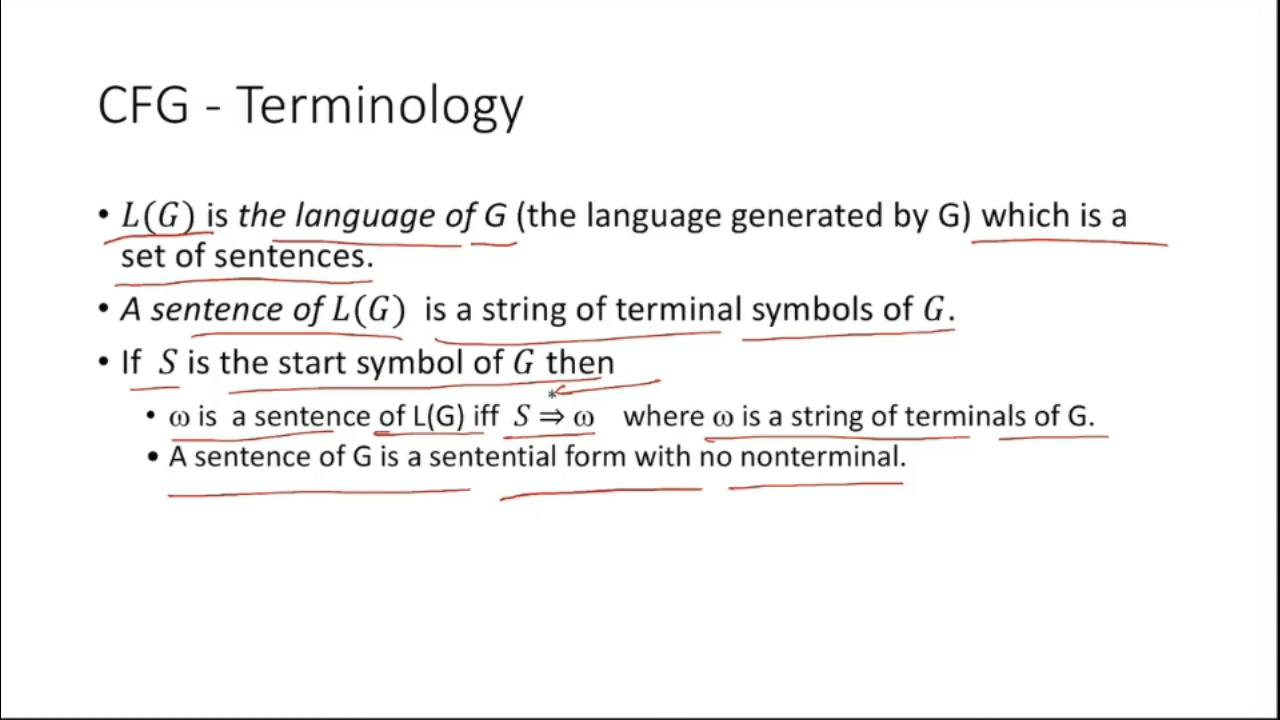 CFG - Terminology
• L(G) is the language of G (the language generated by G) which is a
set of sentences.
• A sentence of L(G) is a string of terminal symbols of G.
• If S is the start symbol of G then
• ω is a sentence of L(G) iff S ⇒* ω where ω is a string of terminals of G.
• A sentence of G is a sentential form with no nonterminal.